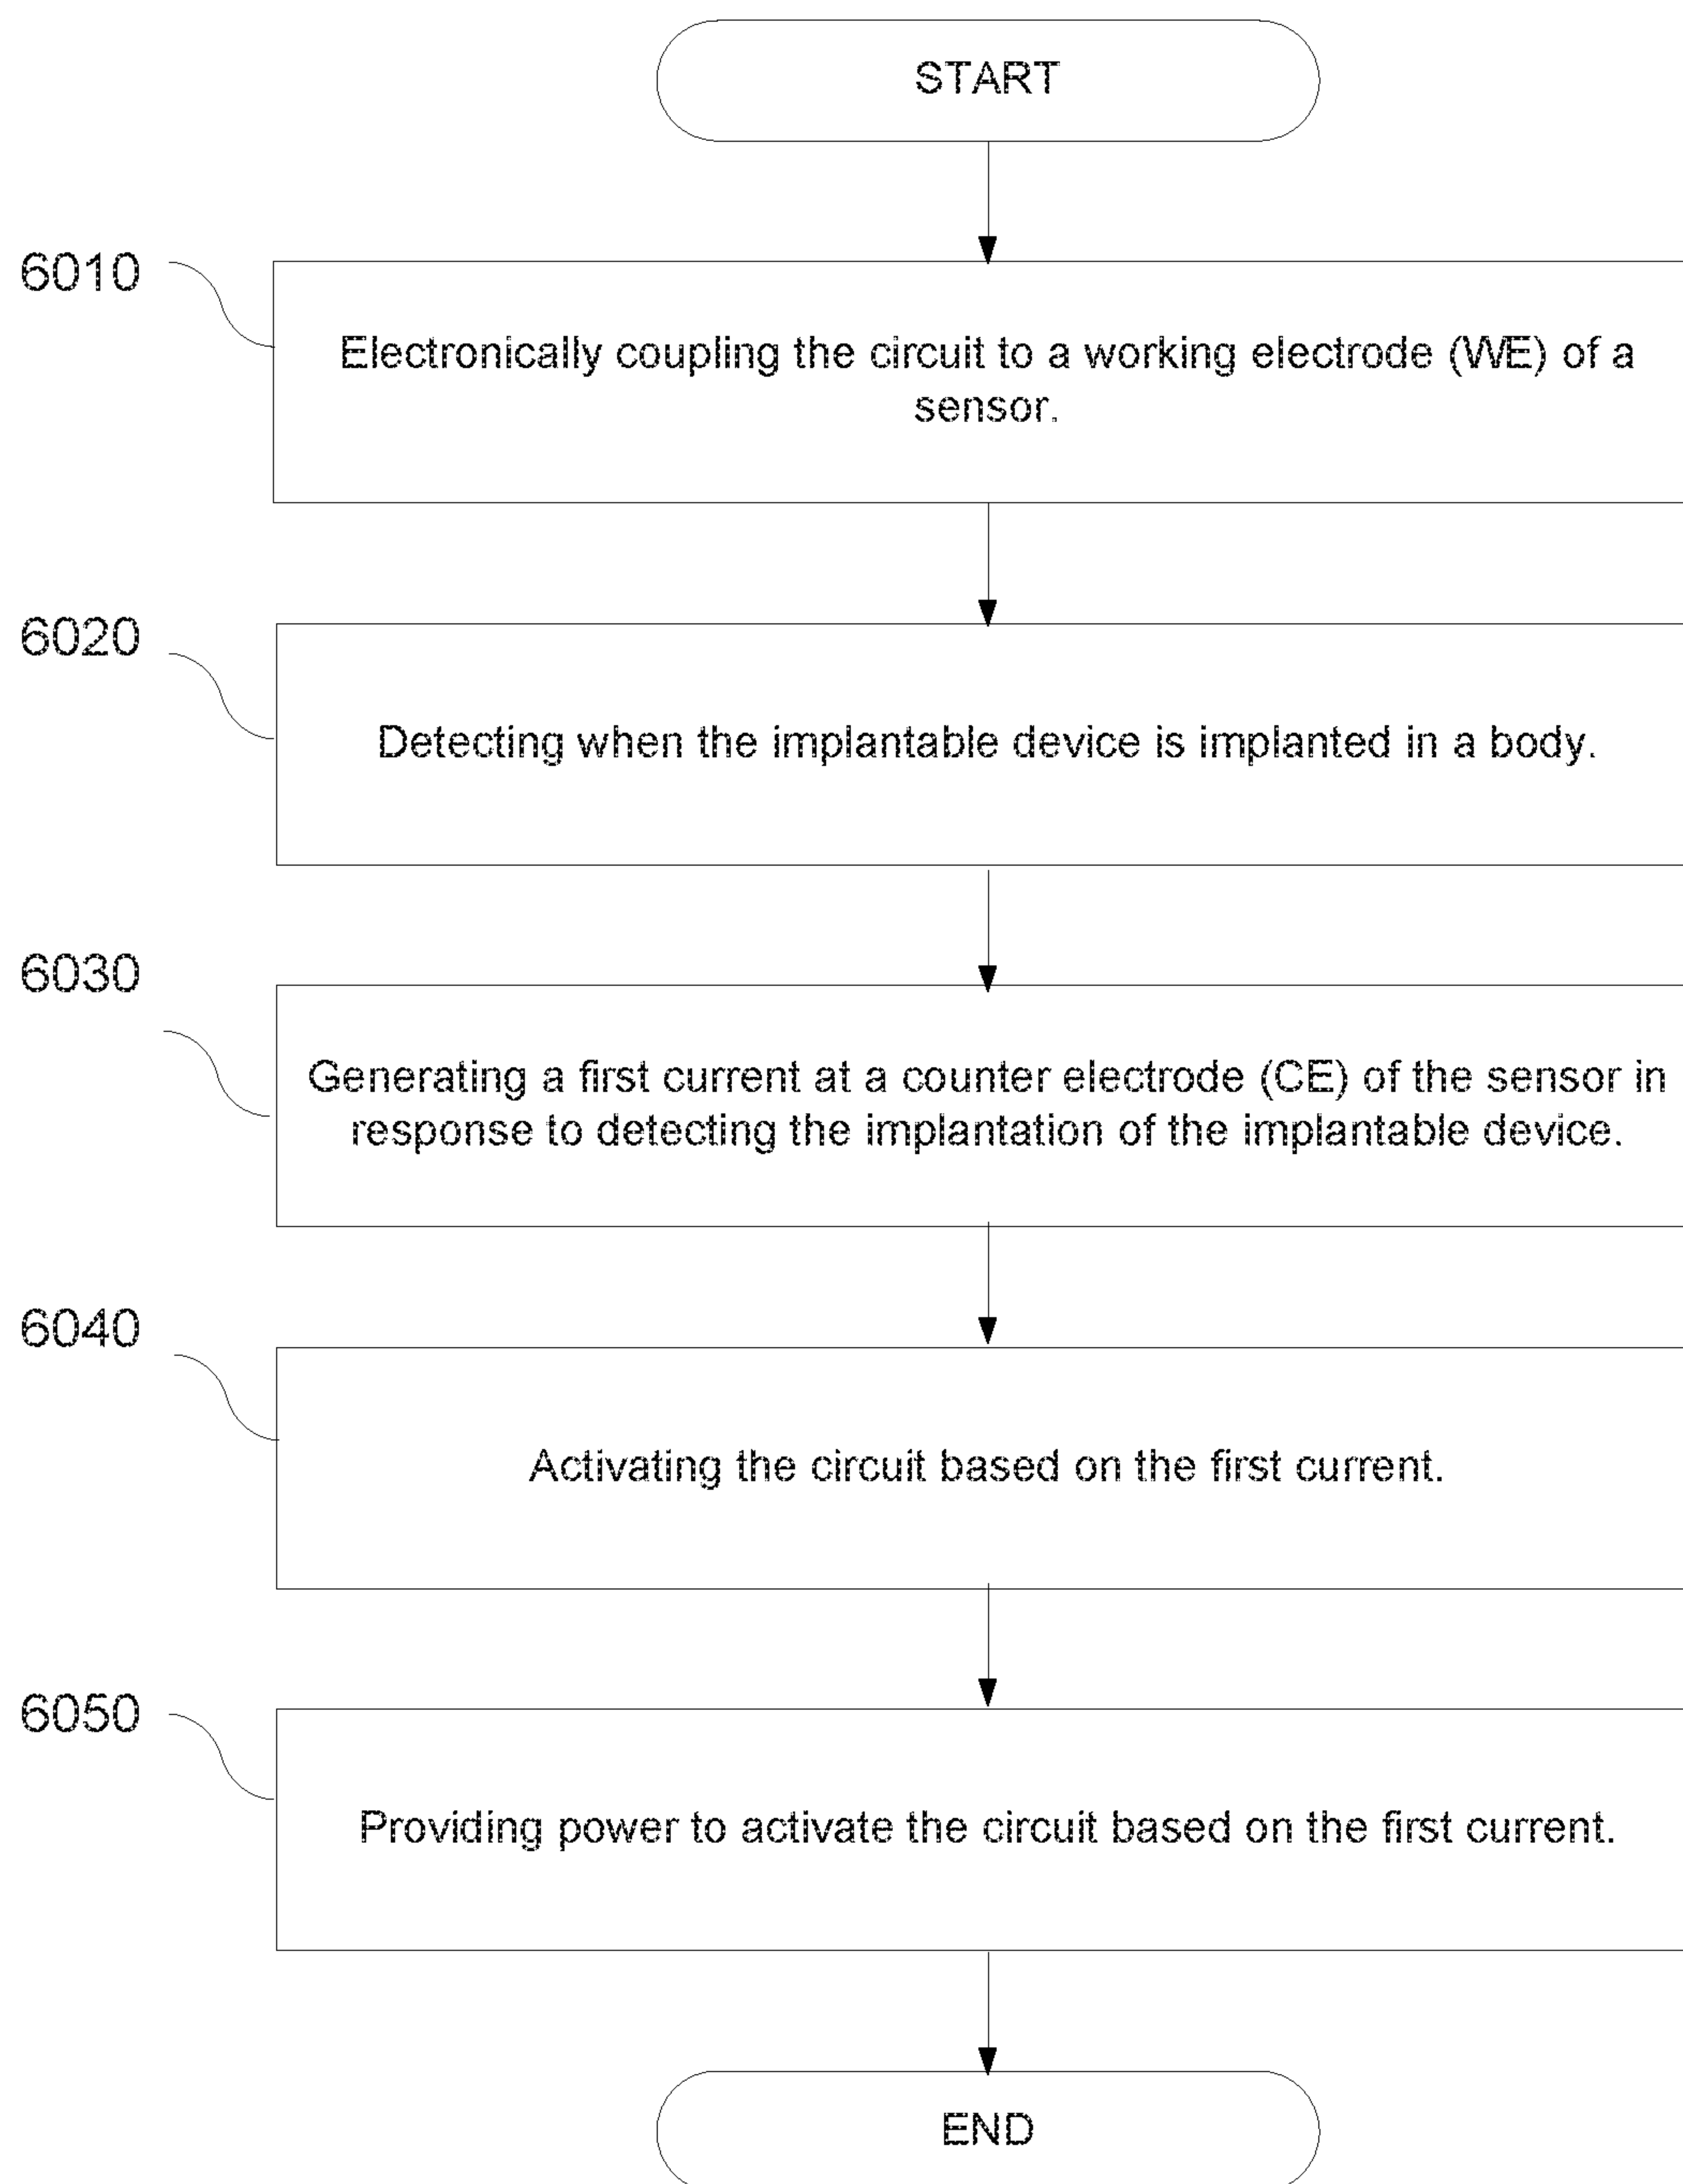 START
6010
Electronically coupling the circuit to a working electrode (WE) of a
sensor.
6020
Detecting when the implantable device is implanted in a body.
6030
Generating a first current at a counter electrode (CE) of the sensor in
response to detecting the implantation of the implantable device.
6040
Activating the circuit based on the first current.
6050
Providing power to activate the circuit based on the first current.
END